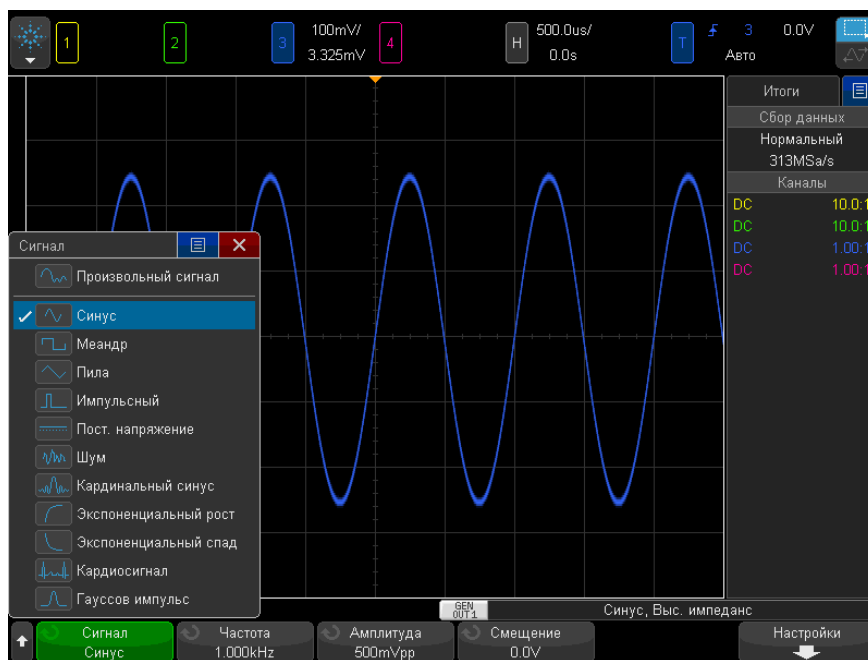 1
2
3
100mV/
3.325mV
4
H
500.0us/
0.0s
T
3
0.0V
Авто
Итоги
Сбор данных
Нормальный
313MSa/s
Каналы
DC 10.0:1
DC 10.0:1
DC 1.00:1
DC 1.00:1
Сигнал
Произвольный сигнал
Синус
Меандр
Пила
Импульсный
Пост. напряжение
Шум
Кардинальный синус
Экспоненциальный рост
Экспоненциальный спад
Кардиосигнал
Гауссов импульс
GEN
OUT1
Синус, Выс. импеданс
Сигнал
Синус
Частота
1.000kHz
Амплитуда
500mVpp
Смещение
0.0V
Настройки